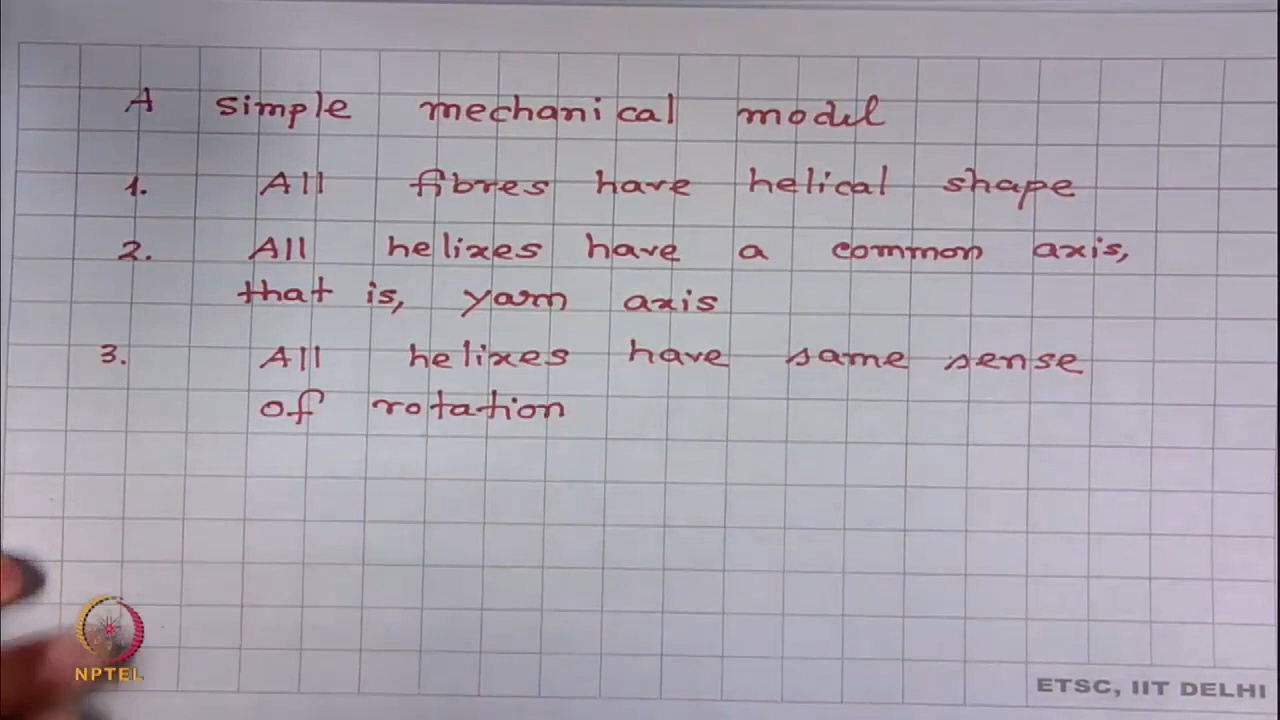 A simple mechanical model
1. All fibres have helical shape
2. All helixes have a common axis,
that is, yarn axis
3. All helixes have same sense
of rotation
NPTEL
ETSC, IIT DELHI